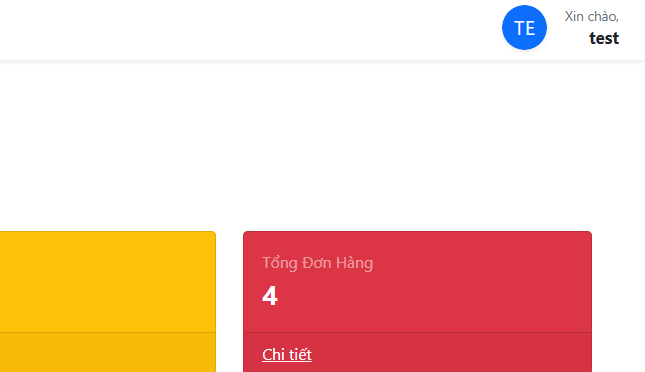 TE
Xin chào,
test
Tổng Đơn Hàng
4
Chi tiết